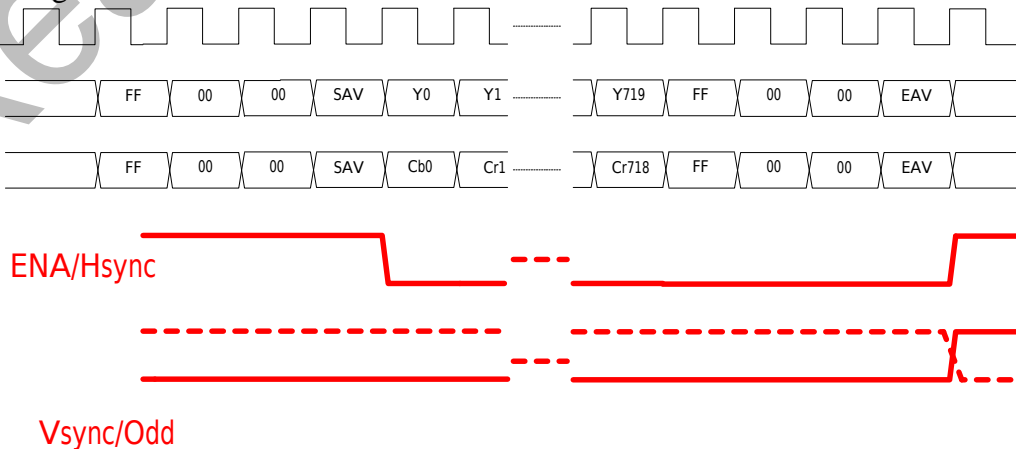 FF 00 00 SAV Y0 Y1 Y719 FF 00 00 EAV
FF 00 00 SAV Cb0 Cr1 Cr718 FF 00 00 EAV
ENA/Hsync
Vsync/Odd